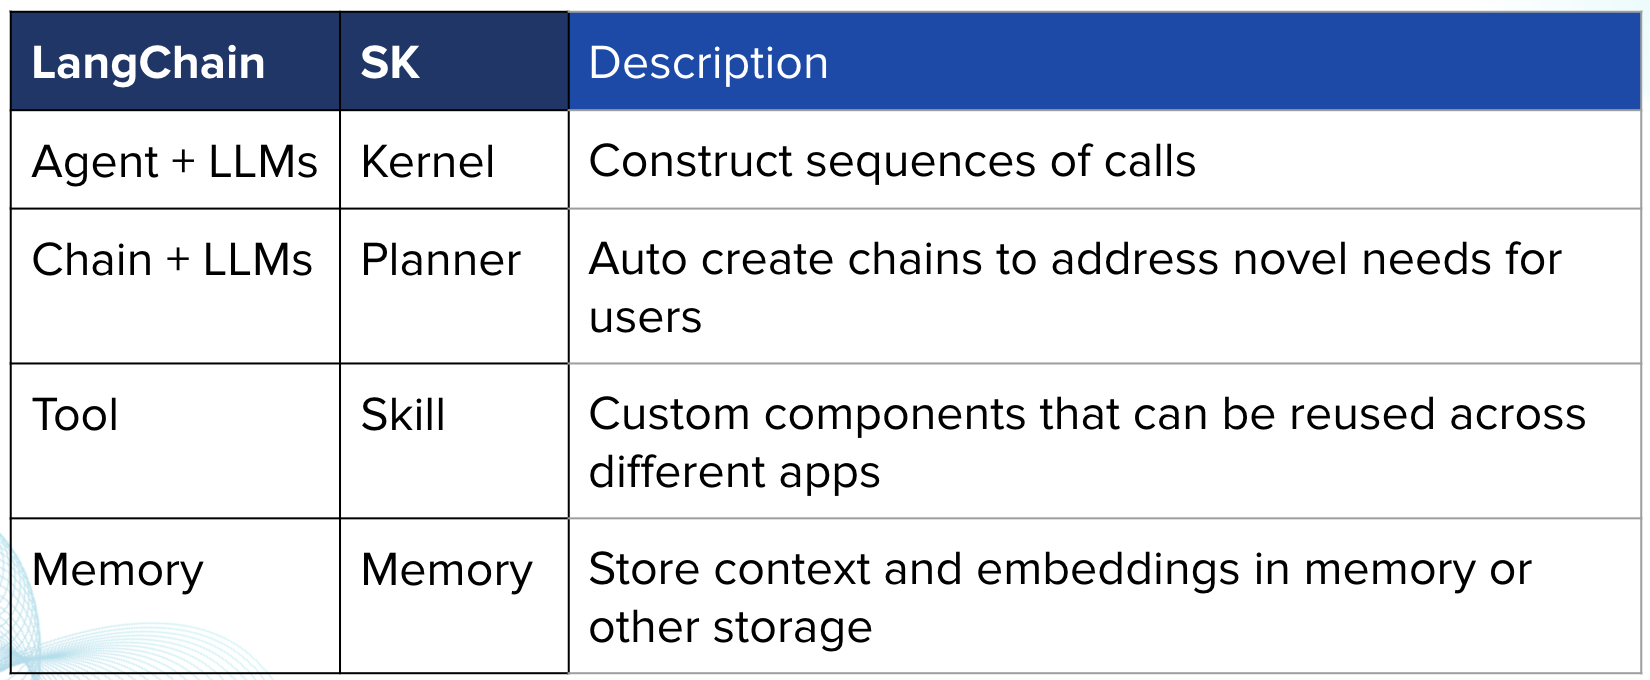 LangChain SK Description
Agent + LLMs Kernel Construct sequences of calls
Chain + LLMs Planner Auto create chains to address novel needs for
users
Tool Skill Custom components that can be reused across
different apps
Memory Memory Store context and embeddings in memory or
other storage